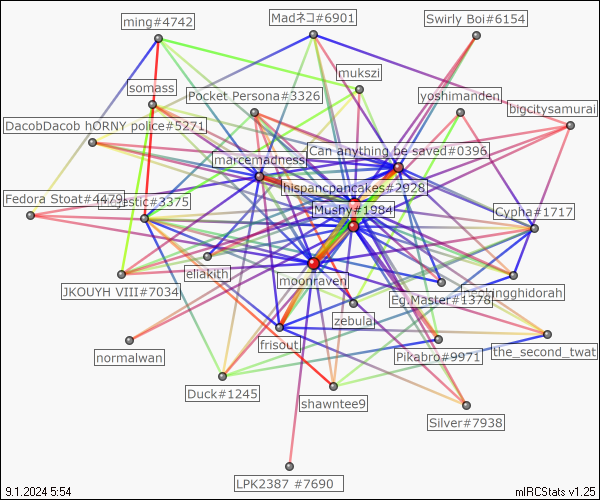 ming#4742
Madネコ#6901
Swirly Boi#6154
mukszi
somass
Pocket Persona#3326
yoshimanden
bigcitysamurai
DacobDacob hORNY police#5271
Can anything be saved#0396
marcemadness
hispancpancakes#2928
Fedora Stoat#4479
#3375
Mushy#1984
Cypha#1717
eliakith
moonraven
JKOUYH VIII#7034
Eg.Master#1378
zebula
frisout
normalwan
Pikabro#9971
the_second_twat
Duck#1245
shawntee9
Silver#7938
LPK2387 #7690
9.1.2024 5:54
mIRCStats v1.25